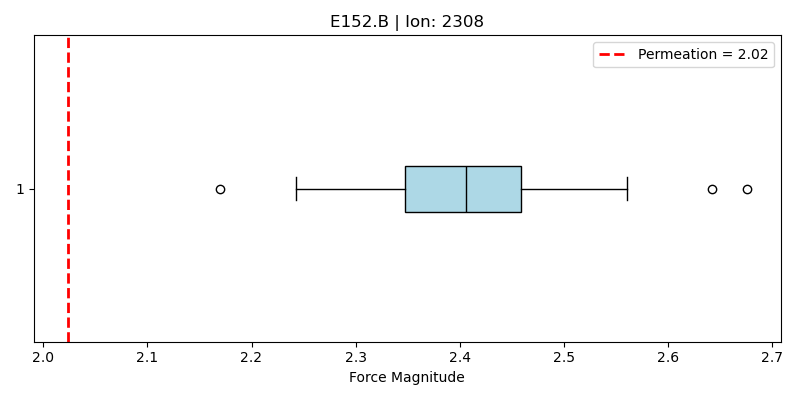 E152.B | Ion: 2308
Permeation = 2.02
1
2.0 2.1 2.2 2.3 2.4 2.5 2.6 2.7
Force Magnitude